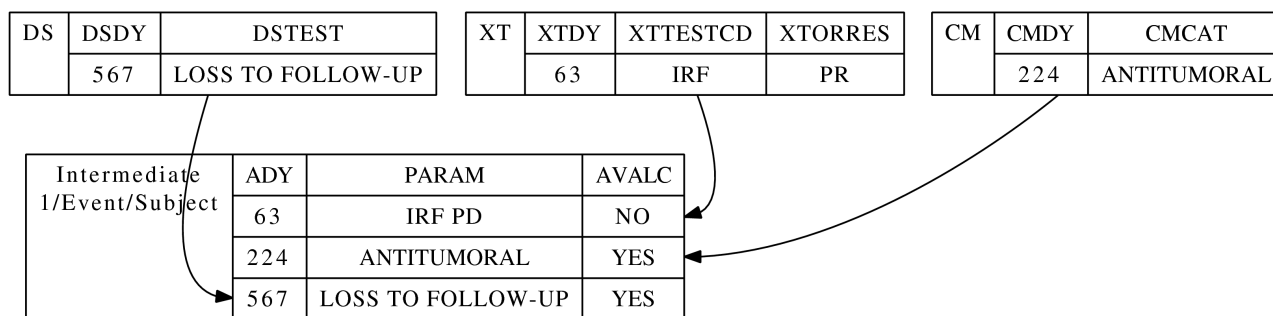 DS DSDY DSTEST XT XTDY XTTESTCD XTORRES CM CMDY CMCAT
567 LOSS TO FOLLOW-UP 63 IRF PR 224 ANTITUMORAL
Intermediate ADY PARAM AVALC
1/Event/Subject
63 IRF PD NO
224 ANTITUMORAL YES
567 LOSS TO FOLLOW-UP YES